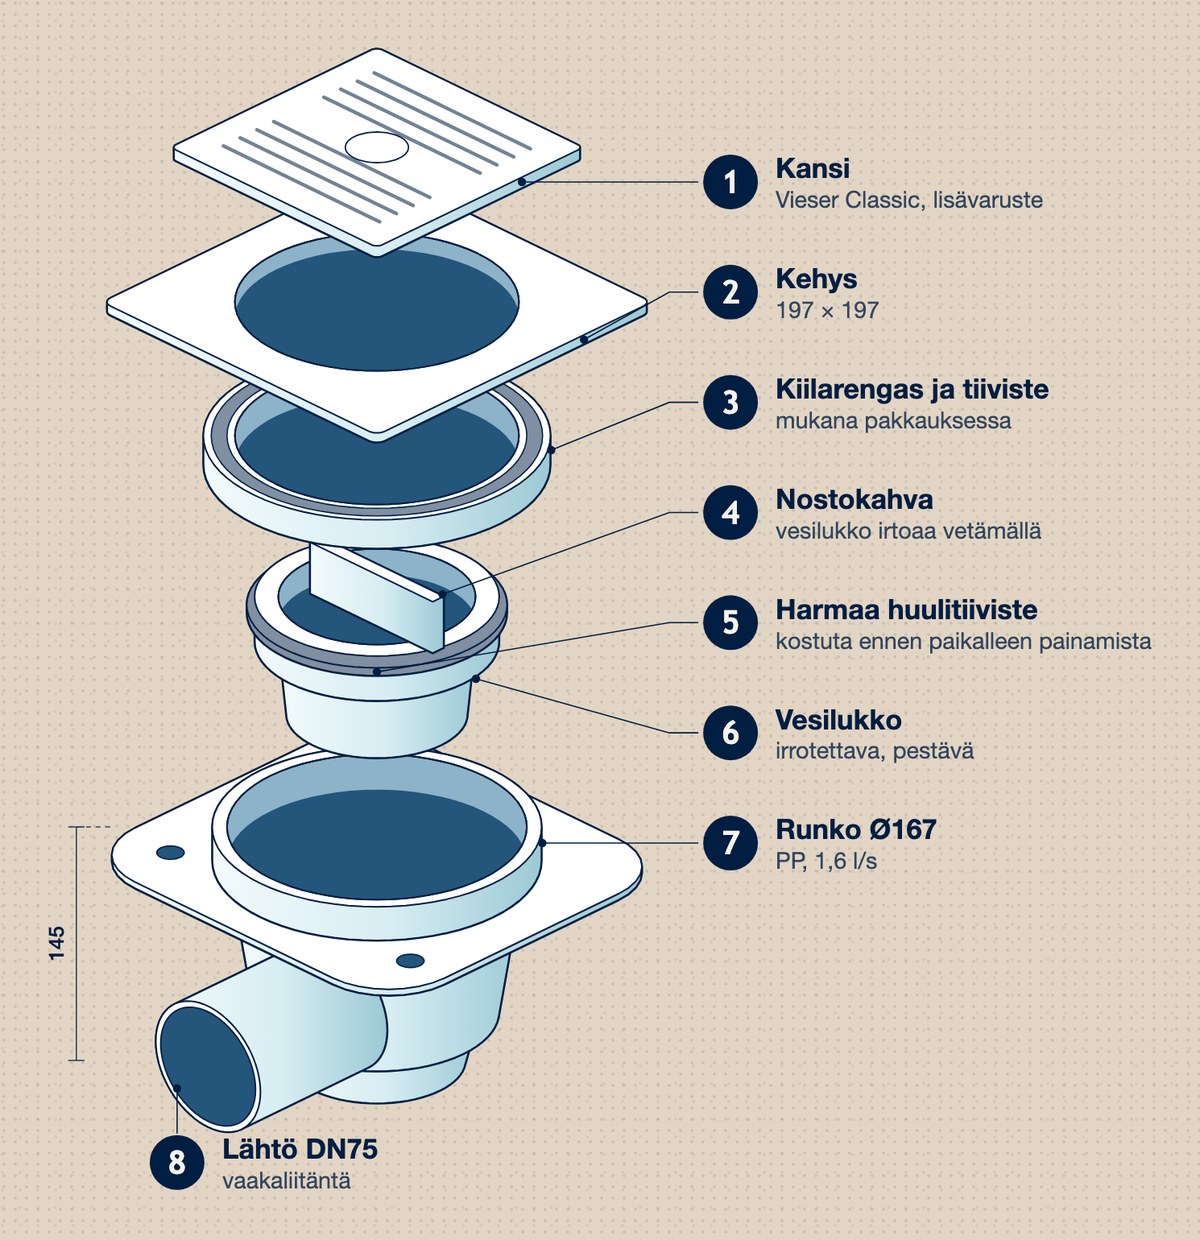 1
Kansi
Vieser Classic, lisävaruste
2
Kehys
197 × 197
3
Kiilarengas ja tiiviste
mukana pakkauksessa
4
Nostokahva
vesilukko irtoaa vetämällä
5
Harmaa huulitiiviste
kostuta ennen paikalleen painamista
6
Vesilukko
irrotettava, pestävä
7
Runko Ø167
PP, 1,6 l/s
145
8
Lähtö DN75
vaakaliitäntä